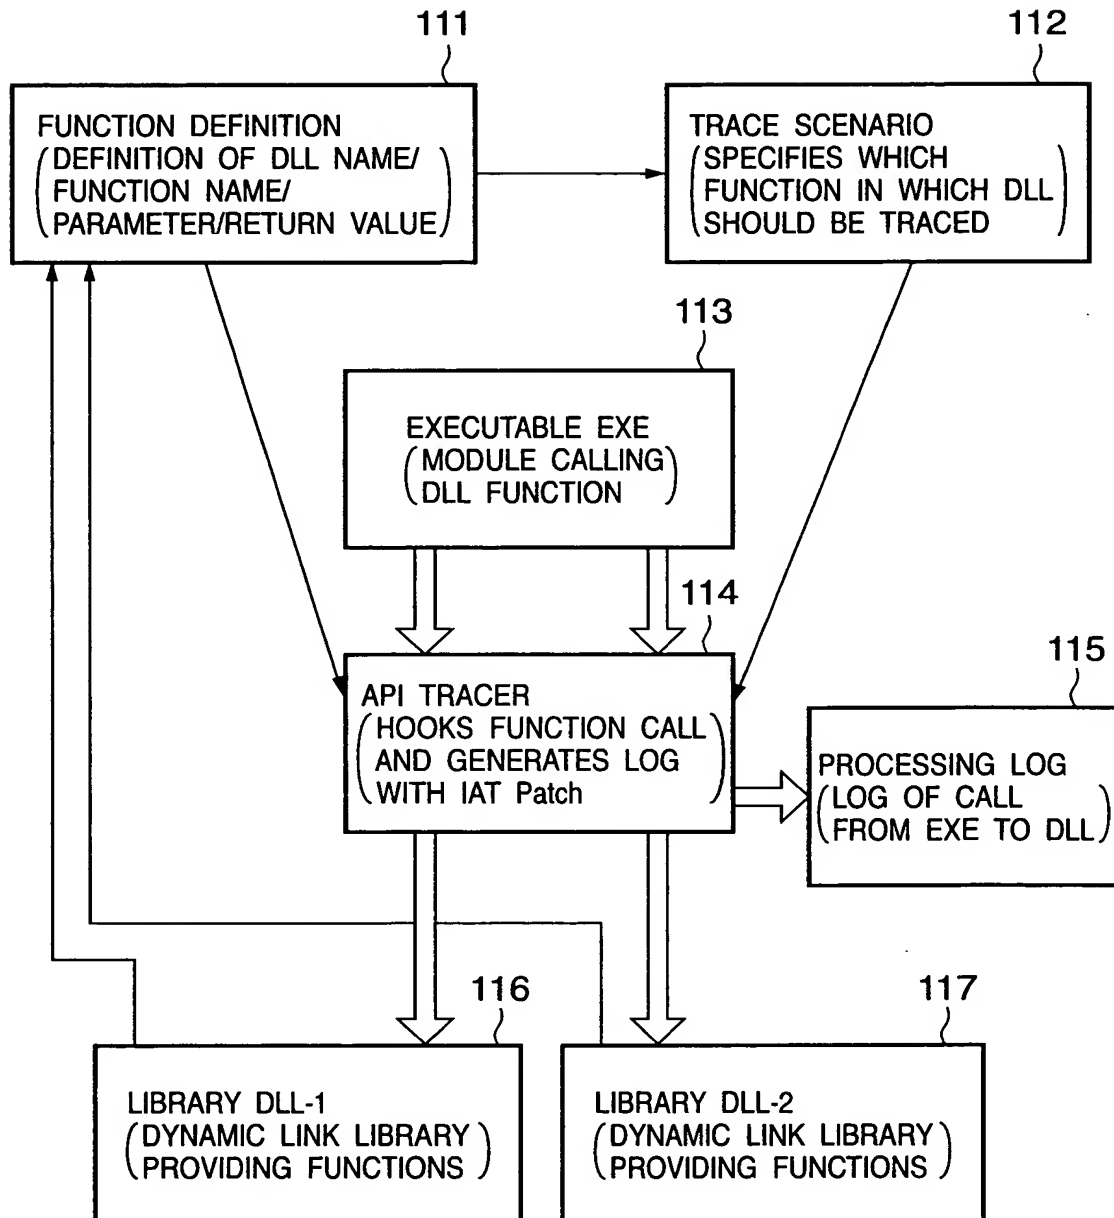 111
112
FUNCTION DEFINITION
(DEFINITION OF DLL NAME/
FUNCTION NAME/
PARAMETER/RETURN VALUE)
TRACE SCENARIO
(SPECIFIES WHICH
FUNCTION IN WHICH DLL
SHOULD BE TRACED)
113
EXECUTABLE EXE
(MODULE CALLING
DLL FUNCTION)
114
API TRACER
(HOOKS FUNCTION CALL
AND GENERATES LOG
WITH IAT Patch)
115
PROCESSING LOG
(LOG OF CALL
FROM EXE TO DLL)
116
117
LIBRARY DLL-1
(DYNAMIC LINK LIBRARY
PROVIDING FUNCTIONS)
LIBRARY DLL-2
(DYNAMIC LINK LIBRARY
PROVIDING FUNCTIONS)